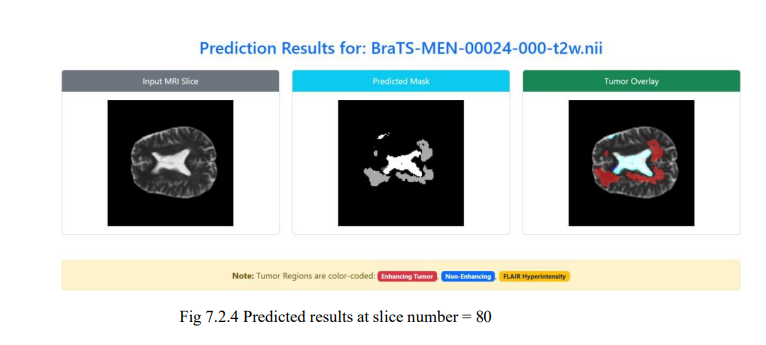 Prediction Results for: BraTS-MEN-00024-000-t2w.nii
Input MRI Slice
Predicted Mask
Tumor Overlay
Note: Tumor Regions are color-coded: Enhancing Tumor, Non-Enhancing, FLAIR Hyperintensity
Fig 7.2.4 Predicted results at slice number = 80